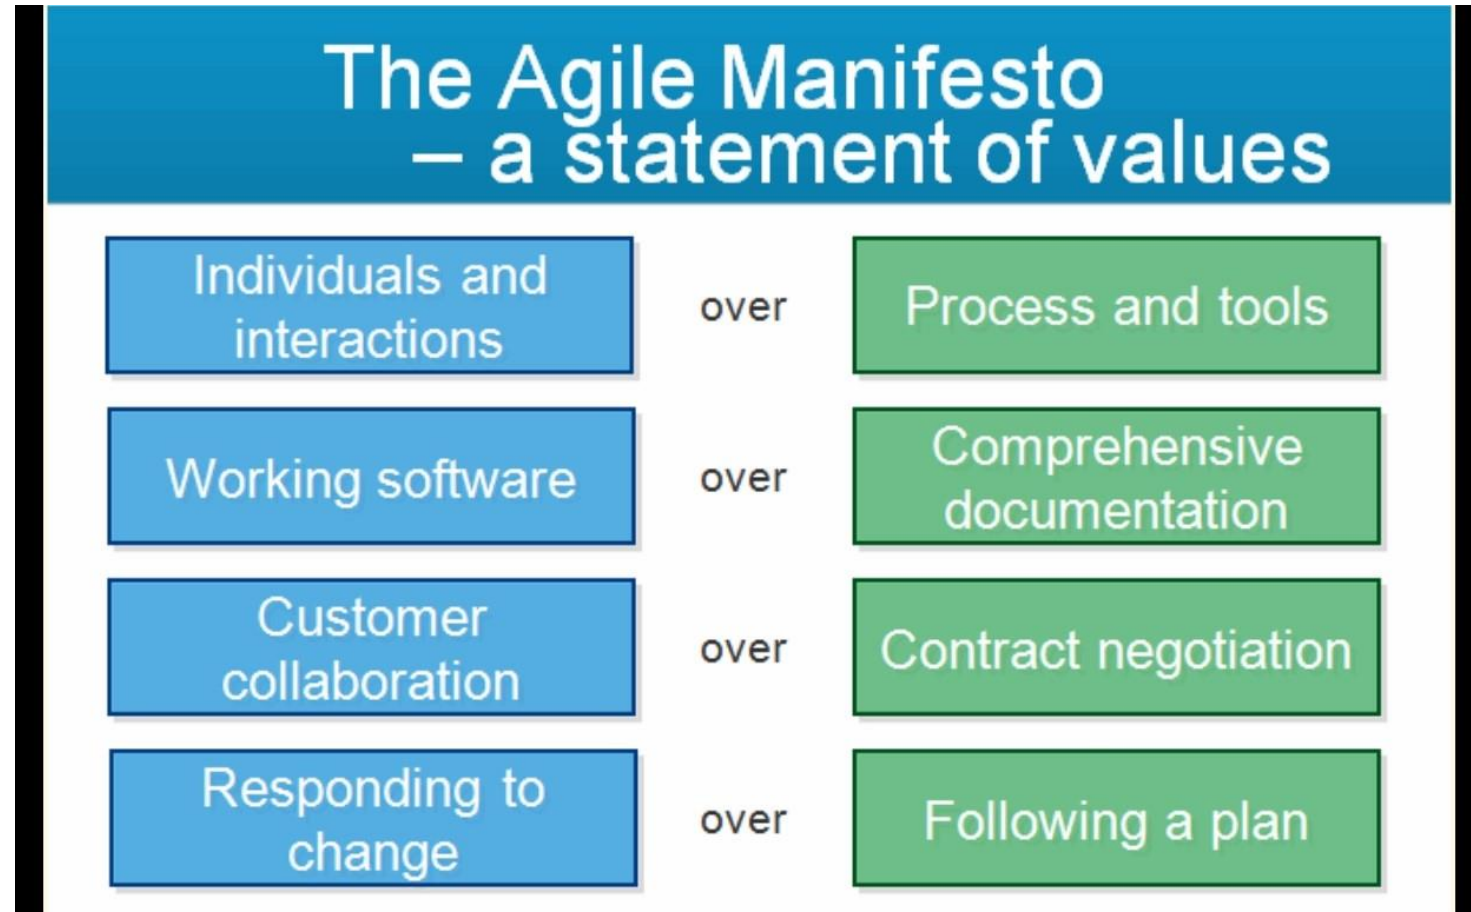 The Agile Manifesto
– a statement of values
Individuals and
interactions
over
Process and tools
Working software
over
Comprehensive
documentation
Customer
collaboration
over
Contract negotiation
Responding to
change
over
Following a plan